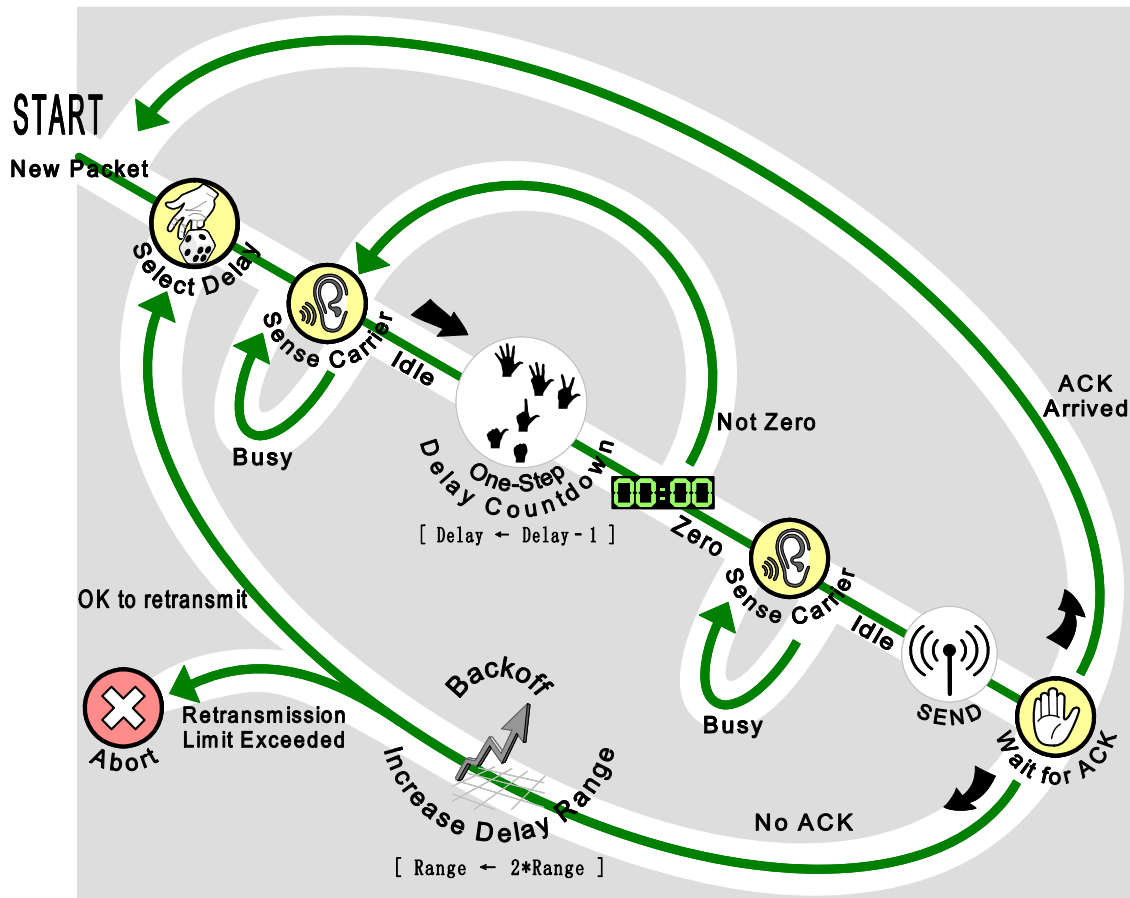 START
New Packet
Select Delay
Sense Carrier
Idle
Busy
One-Step
Delay Countdown
[ Delay ← Delay-1 ]
Not Zero
00:00
Zero
Sense Carrier
Idle
Busy
SEND
ACK
Arrived
Wait for ACK
No ACK
Backoff
Increase Delay Range
[ Range ← 2*Range ]
OK to retransmit
Retransmission
Limit Exceeded
Abort